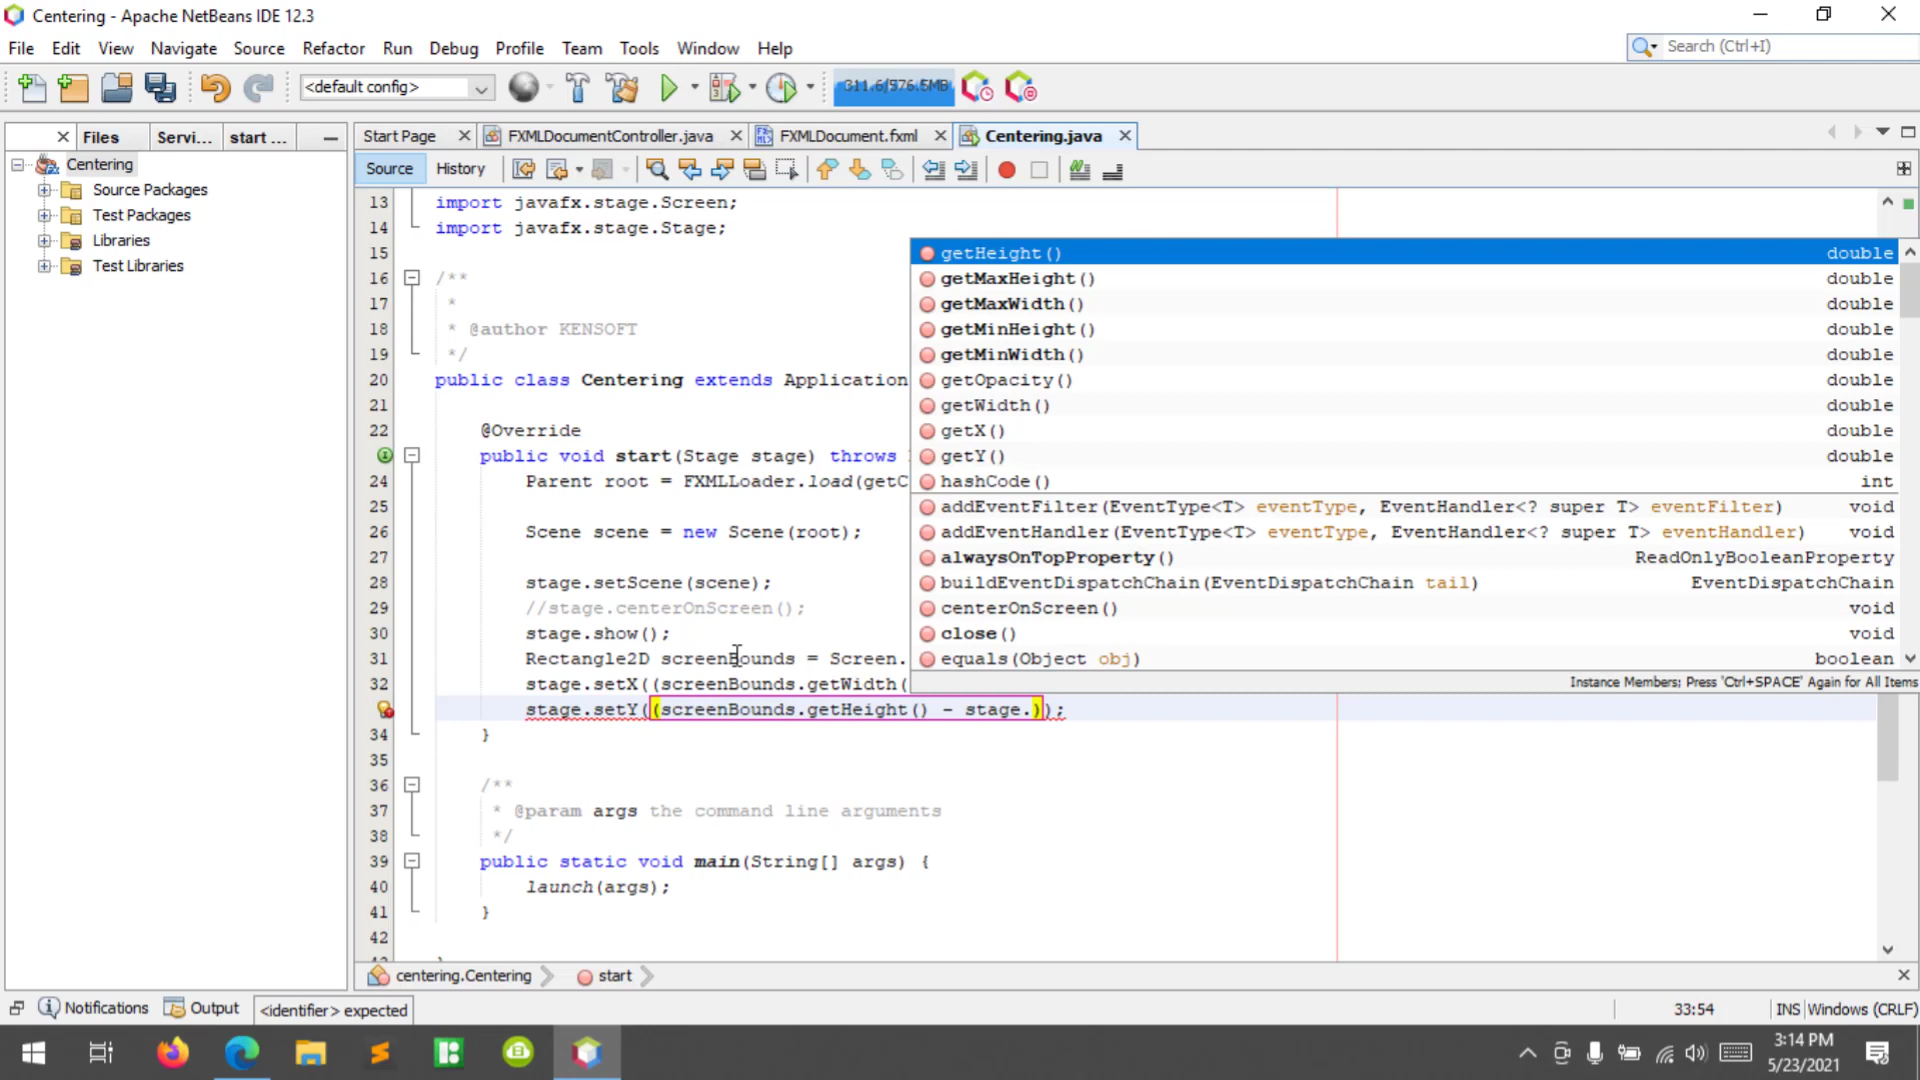 Centering - Apache NetBeans IDE 12.3
File Edit View Navigate Source Refactor Run Debug Profile Team Tools Window Help
Search (Ctrl+I)
<default config>
311.6/976.5MB
Files Servi... start ...
Start Page FXMLDocumentController.java FXMLDocument.fxml Centering.java
Centering
Source Packages
Test Packages
Libraries
Test Libraries
Source History
13 import javafx.stage.Screen;
14 import javafx.stage.Stage;
15
16 /**
17 *
18 * @author KENSOFT
19 */
20 public class Centering extends Application
21
22 @Override
public void start(Stage stage) throws
24 Parent root = FXMLLoader.load(getC
25
26 Scene scene = new Scene(root);
27
28 stage.setScene(scene);
29 //stage.centerOnScreen();
30 stage.show();
31 Rectangle2D screenBounds = Screen.
32 stage.setX((screenBounds.getWidth(
stage.setY((screenBounds.getHeight() - stage.));
34 }
35
36 /**
37 * @param args the command line arguments
38 */
39 public static void main(String[] args) {
40 launch(args);
41 }
42
getHeight() double
getMaxHeight() double
getMaxWidth() double
getMinHeight() double
getMinWidth() double
getOpacity() double
getWidth() double
getX() double
getY() double
hashCode() int
addEventFilter(EventType<T> eventType, EventHandler<? super T> eventFilter) void
addEventHandler(EventType<T> eventType, EventHandler<? super T> eventHandler) void
alwaysOnTopProperty() ReadOnlyBooleanProperty
buildEventDispatchChain(EventDispatchChain tail) EventDispatchChain
centerOnScreen() void
close() void
equals(Object obj) boolean
Instance Members; Press 'Ctrl+SPACE' Again for All Items
centering.Centering start
Notifications Output <identifier> expected
33:54 INS Windows (CRLF)
3:14 PM
5/23/2021